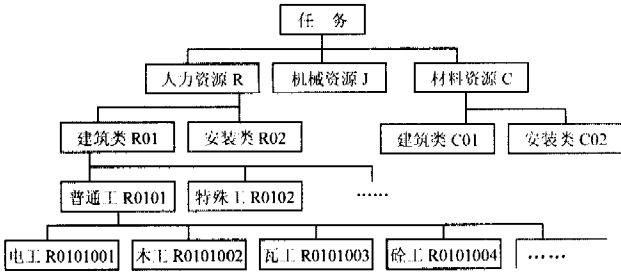 任 务
人力资源 R 机械资源 J 材料资源 C
建筑类 R01 安装类 R02 建筑类 C01 安装类 C02
普通工 R0101 特殊工 R0102 ……
电工 R0101001 木工 R0101002 瓦工 R0101003 砼工 R0101004 ……